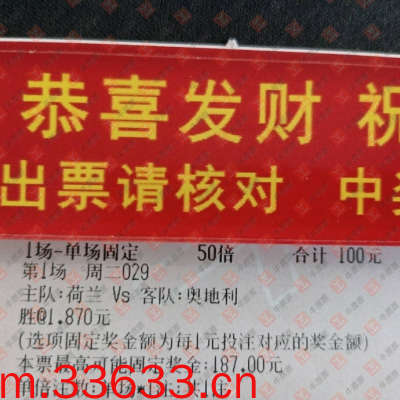 恭喜发财 祝
出票请核对 中奖
1场-单场固定 50倍 合计 100元
第1场 周二029
主队:荷兰 Vs 客队:奥地利
胜@1.870元
(选项固定奖金额为每1元投注对应的奖金额)
本票最高可能固定奖金:187.00元
m.33633.cn